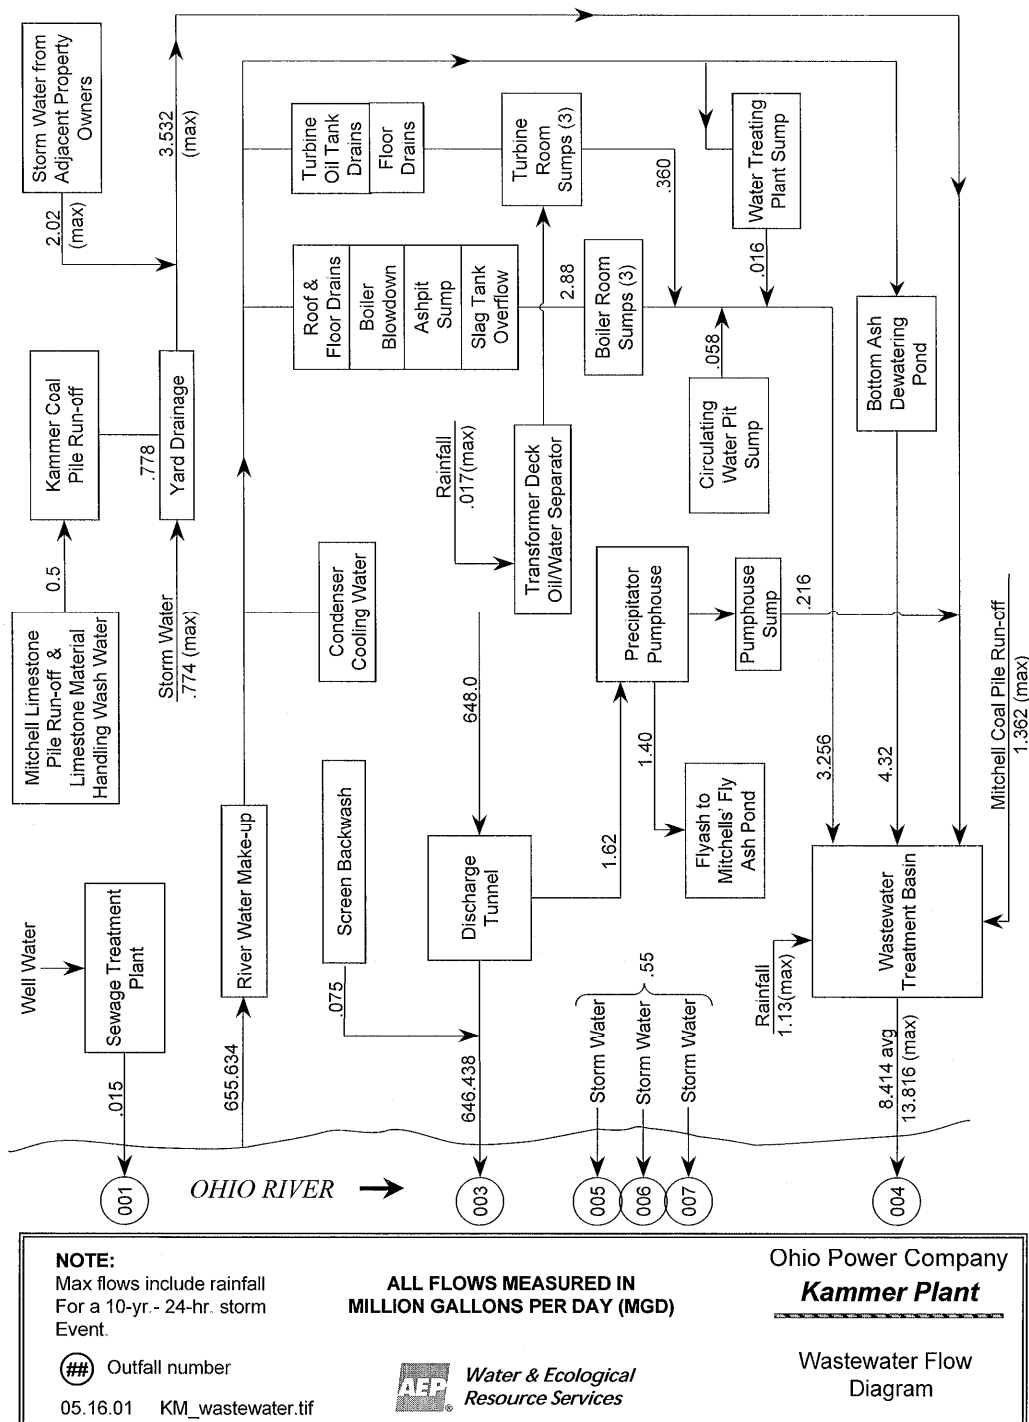 Storm Water from
Adjacent Property
Owners
2.02
(max)
3.532
(max)
Kammer Coal
Pile Run-off
.778
Yard Drainage
0.5
Mitchell Limestone
Pile Run-off &
Limestone Material
Handling Wash Water
Storm Water
.774 (max)
Turbine
Oil Tank
Drains
Floor
Drains
Turbine
Room
Sumps (3)
.360
Water Treating
Plant Sump
.016
Roof &
Floor Drains
Boiler
Blowdown
Ashpit
Sump
Slag Tank
Overflow
2.88
Boiler Room
Sumps (3)
.058
Circulating
Water Pit
Sump
Bottom Ash
Dewatering
Pond
Rainfall
.017(max)
Transformer Deck
Oil/Water Separator
Condenser
Cooling Water
648.0
Precipitator
Pumphouse
Pumphouse
Sump
.216
1.40
1.62
Flyash to
Mitchells' Fly
Ash Pond
3.256
4.32
Mitchell Coal Pile Run-off
1.362 (max)
Well Water
Sewage Treatment
Plant
.015
River Water Make-up
655.634
Screen Backwash
.075
Discharge
Tunnel
646.438
Storm Water
Storm Water
Storm Water
.55
Rainfall
1.13(max)
Wastewater
Treatment Basin
8.414 avg
13.816 (max)
001
OHIO RIVER
003
005
006
007
004
NOTE:
Max flows include rainfall
For a 10-yr.- 24-hr. storm
Event.
## Outfall number
05.16.01 KM_wastewater.tif
ALL FLOWS MEASURED IN
MILLION GALLONS PER DAY (MGD)
AEP ®
Water & Ecological
Resource Services
Ohio Power Company
Kammer Plant
Wastewater Flow
Diagram